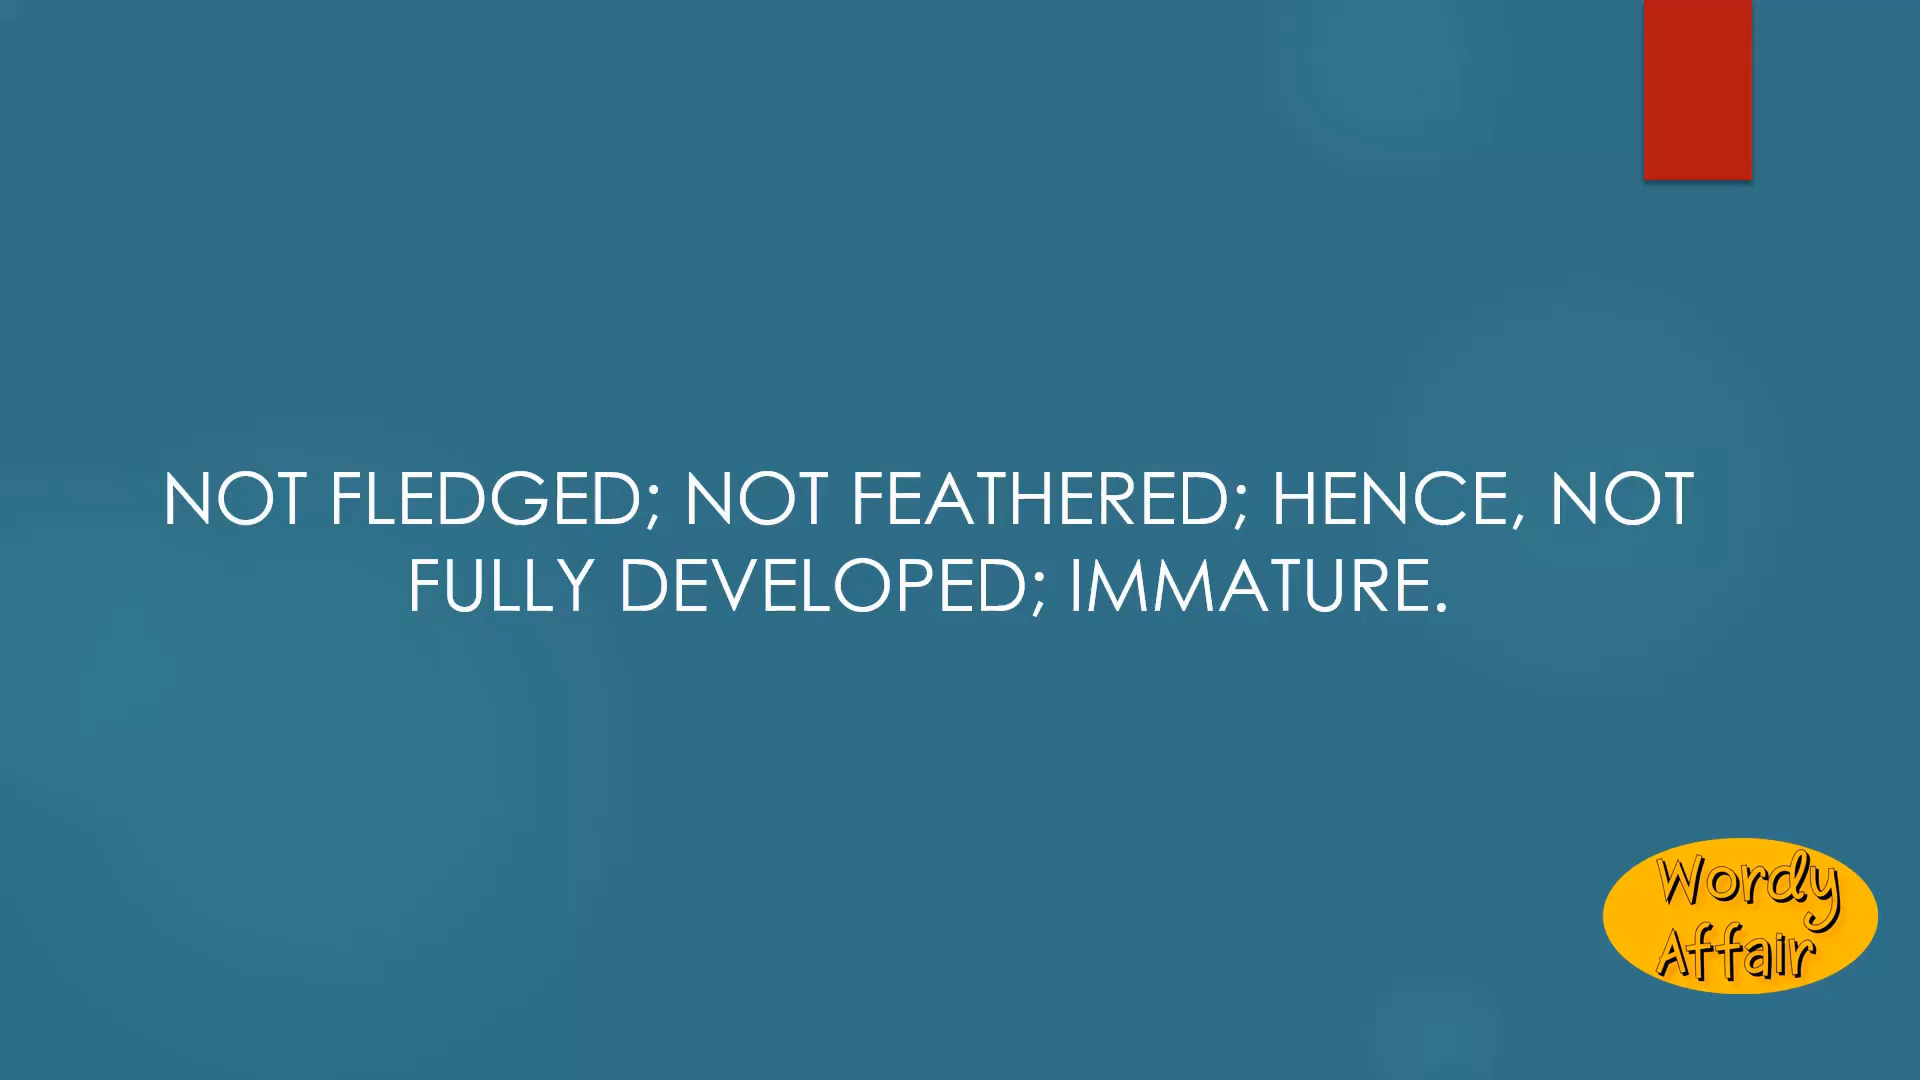 NOT FLEDGED; NOT FEATHERED; HENCE, NOT
FULLY DEVELOPED; IMMATURE.
Wordy
Affair